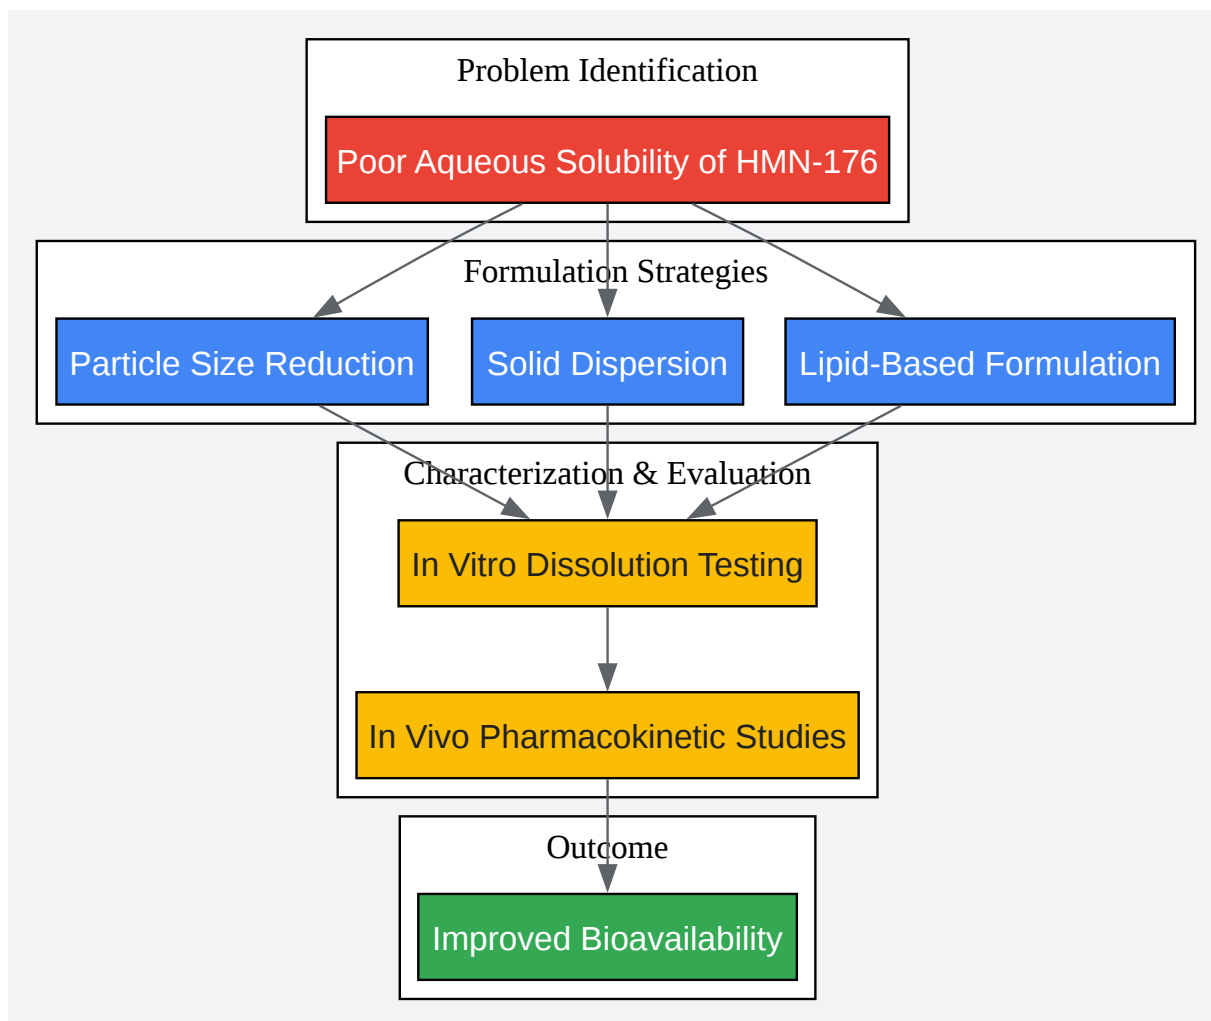 Problem Identification
Poor Aqueous Solubility of HMN-176
Formulation Strategies
Particle Size Reduction
Solid Dispersion
Lipid-Based Formulation
Characterization & Evaluation
In Vitro Dissolution Testing
In Vivo Pharmacokinetic Studies
Outcome
Improved Bioavailability